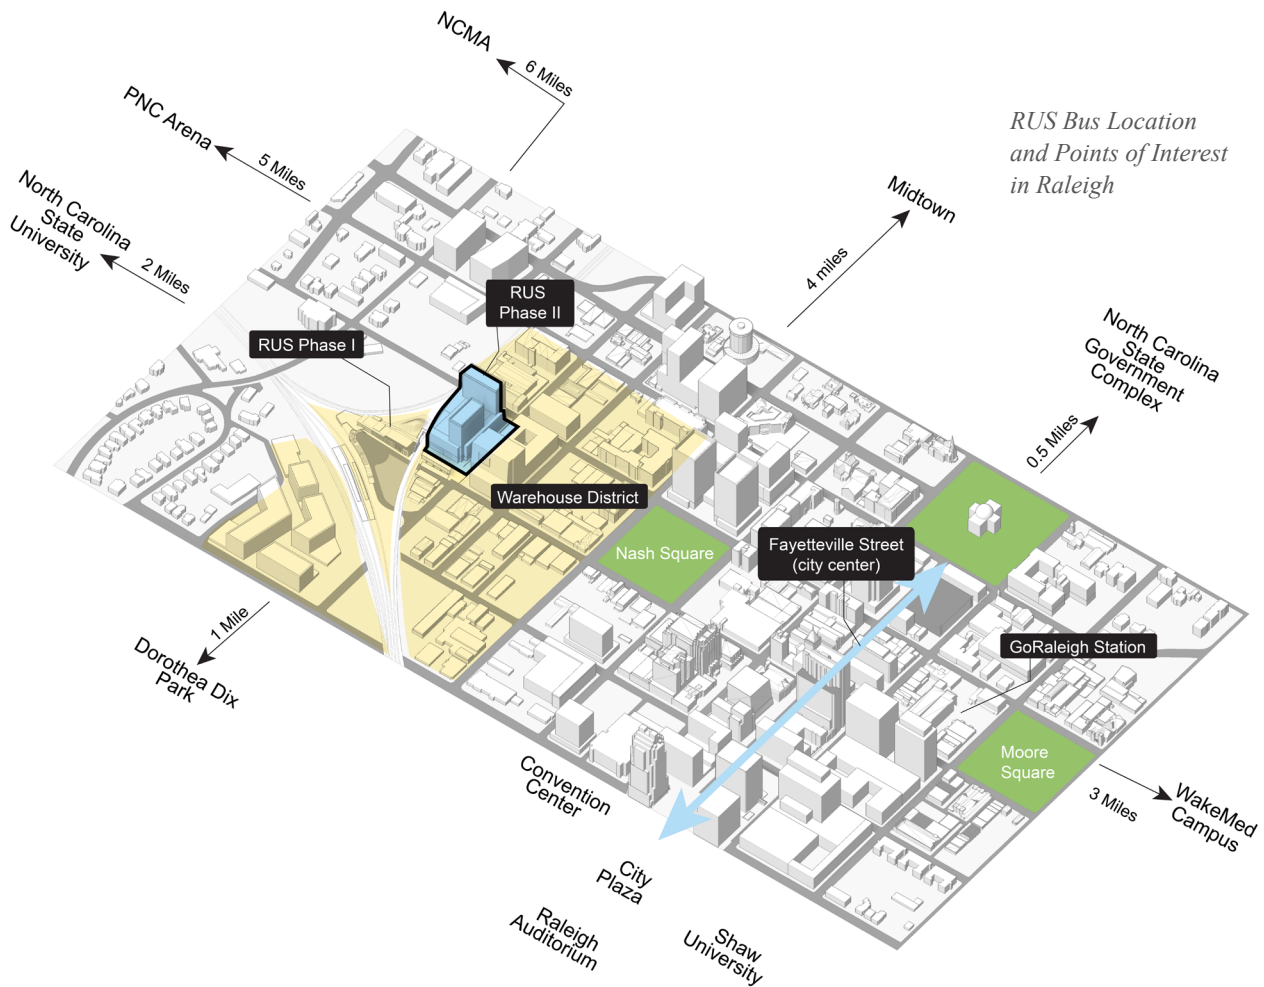 NCMA
6 Miles
PNC Arena
5 Miles
North Carolina
State
University
2 Miles
RUS Bus Location
and Points of Interest
in Raleigh
Midtown
4 miles
North Carolina
State
Government
Complex
0.5 Miles
RUS
Phase II
RUS Phase I
Warehouse District
Nash Square
Fayetteville Street
(city center)
GoRaleigh Station
Moore
Square
3 Miles
WakeMed
Campus
1 Mile
Dorothea Dix
Park
Convention
Center
City
Plaza
Raleigh
Auditorium
Shaw
University